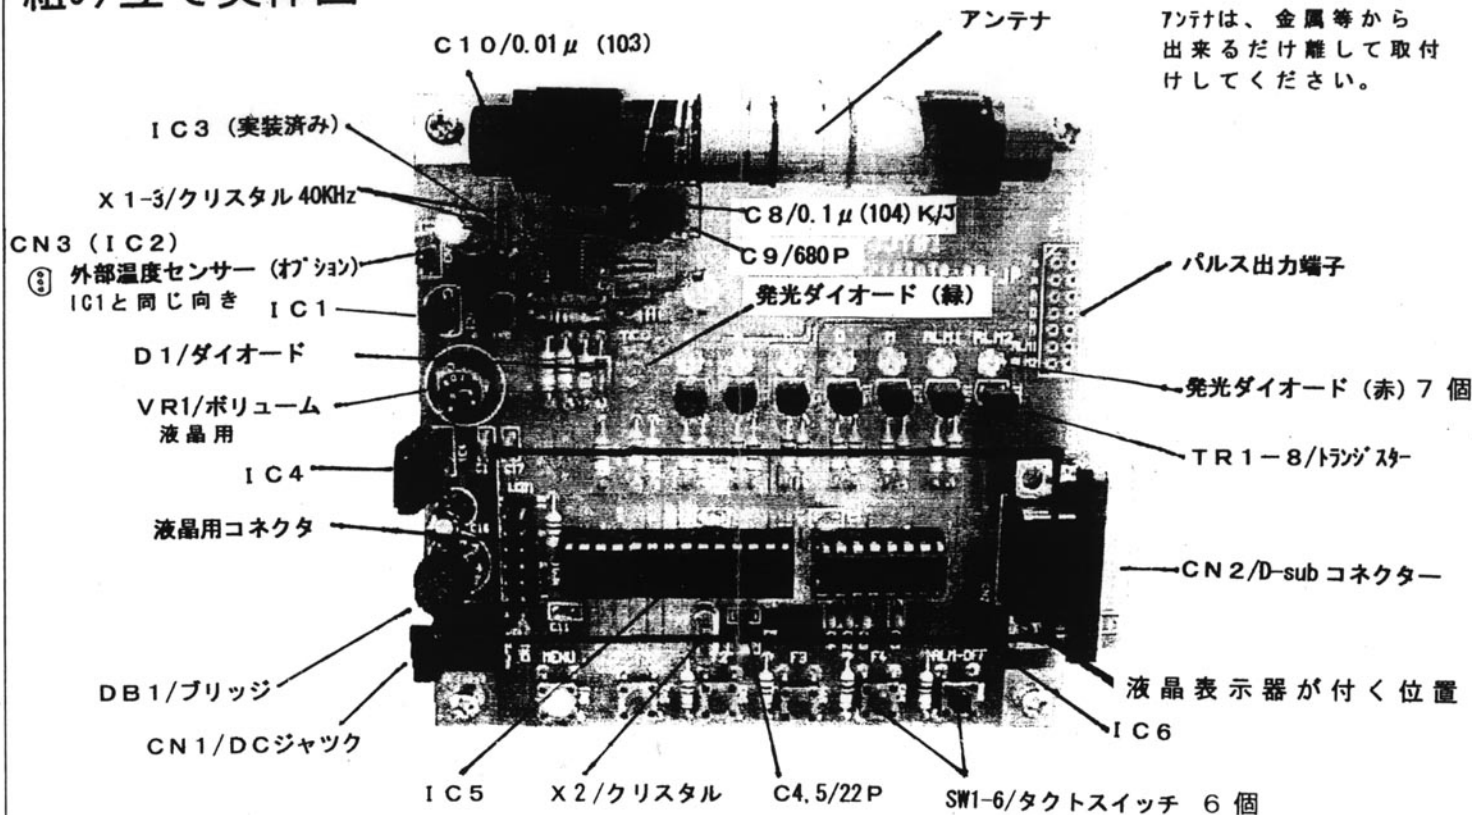 組み立て実体図
アンテナ
アンテナは、金属等から
出来るだけ離して取付
けしてください。
C10/0.01μ (103)
IC3 (実装済み)
X1-3/クリスタル 40KHz
C8/0.1μ(104) K/J
C9/680P
CN3 (IC2)
外部温度センサー (オプション)
IC1と同じ向き
IC1
発光ダイオード (緑)
パルス出力端子
D1/ダイオード
M ALM1 ALM2
発光ダイオード (赤) 7個
VR1/ボリューム
液晶用
TR1-8/トランジスター
IC4
液晶用コネクタ
CN2/D-sub コネクター
MENU
F3
F4
ALM-OFF
DB1/ブリッジ
液晶表示器が付く位置
CN1/DCジャツク
IC6
IC5
X2/クリスタル
C4,5/22P
SW1-6/タクトスイッチ 6個